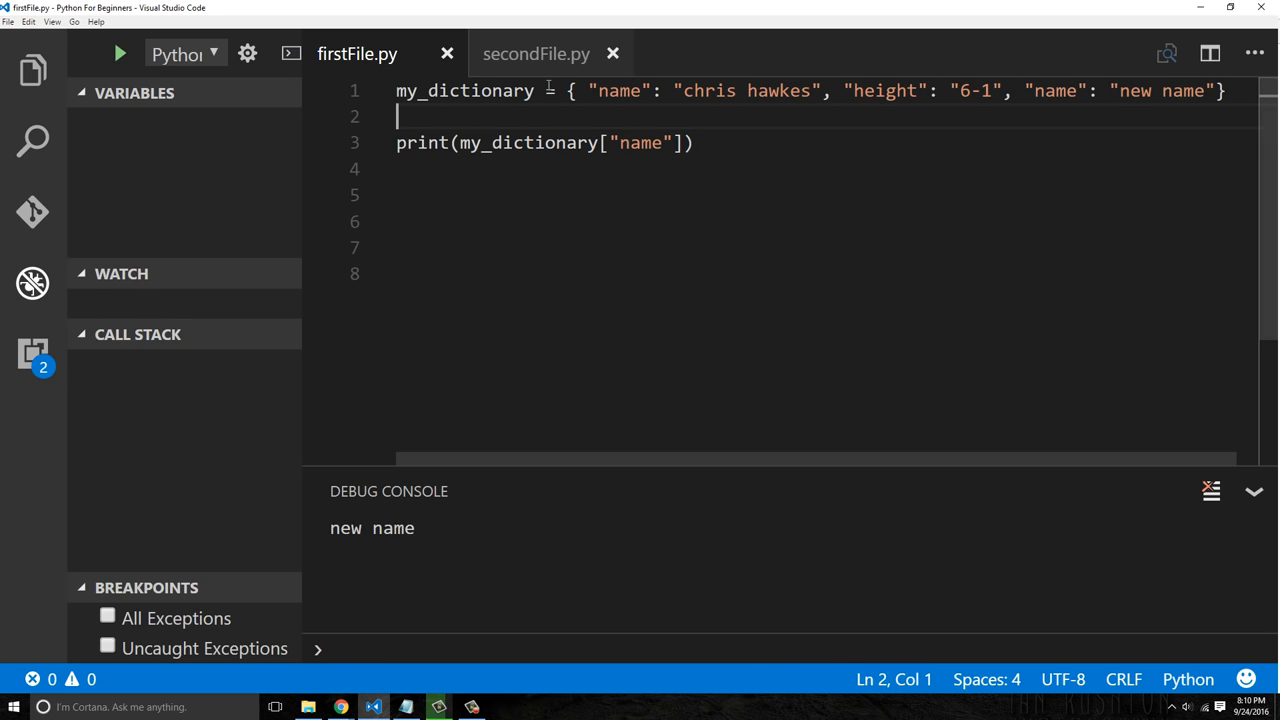 firstFile.py - Python For Beginners - Visual Studio Code
File Edit View Go Help
Pythor
firstFile.py
secondFile.py
VARIABLES
1 my_dictionary = { "name": "chris hawkes", "height": "6-1", "name": "new name"}
2
3 print(my_dictionary["name"])
4
5
6
7
8
WATCH
CALL STACK
2
DEBUG CONSOLE
new name
BREAKPOINTS
All Exceptions
Uncaught Exceptions
0 0 Ln 2, Col 1 Spaces: 4 UTF-8 CRLF Python
I'm Cortana. Ask me anything.
8:10 PM
9/24/2016